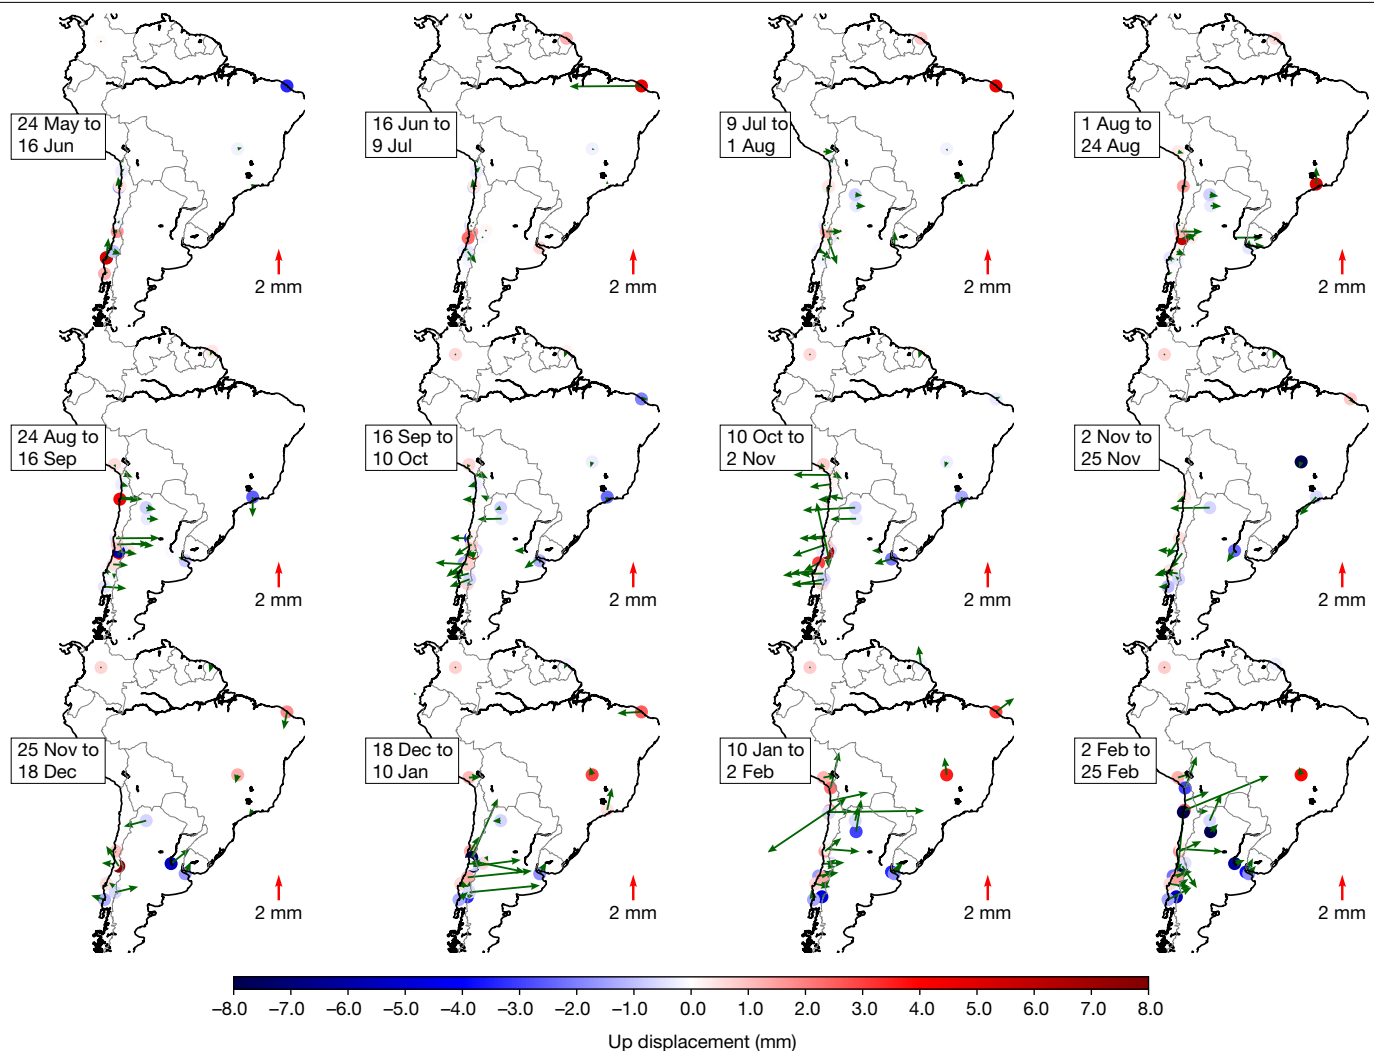 24 May to
16 Jun
2 mm
16 Jun to
9 Jul
2 mm
9 Jul to
1 Aug
2 mm
1 Aug to
24 Aug
2 mm
24 Aug to
16 Sep
2 mm
16 Sep to
10 Oct
2 mm
10 Oct to
2 Nov
2 mm
2 Nov to
25 Nov
2 mm
25 Nov to
18 Dec
2 mm
18 Dec to
10 Jan
2 mm
10 Jan to
2 Feb
2 mm
2 Feb to
25 Feb
2 mm
–8.0 –7.0 –6.0 –5.0 –4.0 –3.0 –2.0 –1.0 0.0 1.0 2.0 3.0 4.0 5.0 6.0 7.0 8.0
Up displacement (mm)